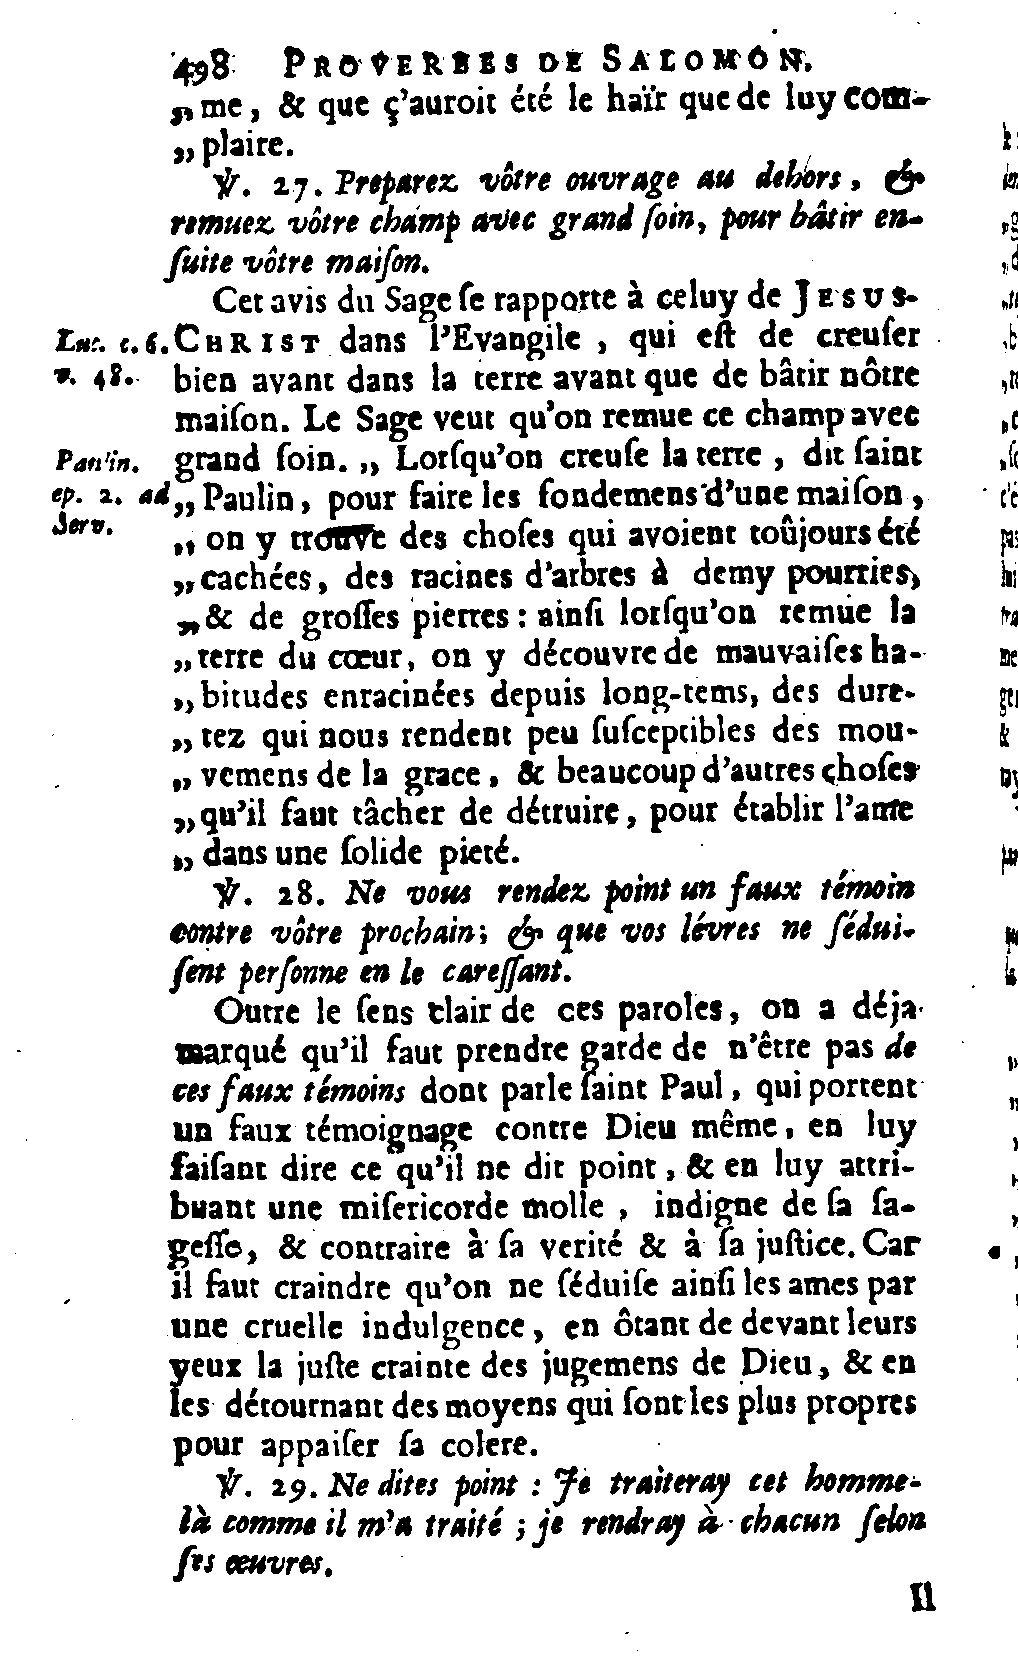 498 PROVERBES DE SALOMON.
„ me, & que ç'auroit été le haïr que de luy com-
„ plaire.
℣. 27. Preparez vôtre ouvrage au dehors, &
remuez vôtre champ avec grand ſoin, pour bâtir en-
ſuite vôtre maiſon.
Cet avis du Sage ſe rapporte à celuy de JESUS-
Luc. c. 6. CHRIST dans l'Evangile, qui eſt de creuſer
v. 48. bien avant dans la terre avant que de bâtir nôtre
maiſon. Le Sage veut qu'on remue ce champ avec
Paulin. grand ſoin. „ Lorſqu'on creuſe la terre, dit ſaint
ep. 2. ad „ Paulin, pour faire les fondemens d'une maiſon,
Serv. „ on y trouve des choſes qui avoient toûjours été
„ cachées, des racines d'arbres à demy pourries,
„ & de groſſes pierres : ainſi lorſqu'on remue la
„ terre du cœur, on y découvre de mauvaiſes ha-
„ bitudes enracinées depuis long-tems, des dure-
„ tez qui nous rendent peu ſuſceptibles des mou-
„ vemens de la grace, & beaucoup d'autres choſes
„ qu'il faut tâcher de détruire, pour établir l'ame
„ dans une ſolide pieté.
℣. 28. Ne vous rendez point un faux témoin
contre vôtre prochain; & que vos lévres ne ſédui-
ſent perſonne en le careſſant.
Outre le ſens clair de ces paroles, on a déja
marqué qu'il faut prendre garde de n'être pas de
ces faux témoins dont parle ſaint Paul, qui portent
un faux témoignage contre Dieu même, en luy
faiſant dire ce qu'il ne dit point, & en luy attri-
buant une miſericorde molle, indigne de ſa ſa-
geſſe, & contraire à ſa verité & à ſa juſtice. Car
il faut craindre qu'on ne ſéduiſe ainſi les ames par
une cruelle indulgence, en ôtant de devant leurs
yeux la juſte crainte des jugemens de Dieu, & en
les détournant des moyens qui ſont les plus propres
pour appaiſer ſa colere.
℣. 29. Ne dites point : Je traiteray cet homme-
là comme il m'a traité ; je rendray à chacun ſelon
ſes œuvres.
Il